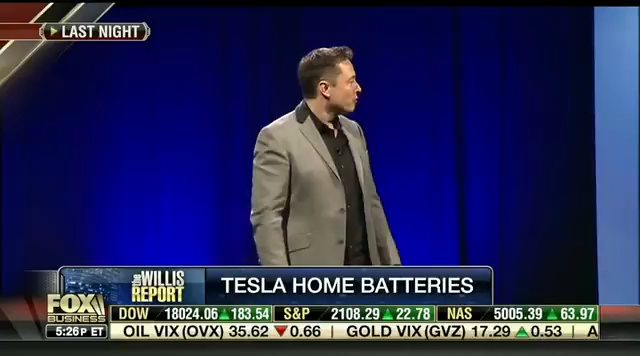 LAST NIGHT
the WILLIS REPORT
TESLA HOME BATTERIES
FOX BUSINESS
DOW 18024.06 ▲ 183.54 S&P 2108.29 ▲ 22.78 NAS 5005.39 ▲ 63.97
5:26P ET OIL VIX (OVX) 35.62 ▼ 0.66 GOLD VIX (GVZ) 17.29 ▲ 0.53 A